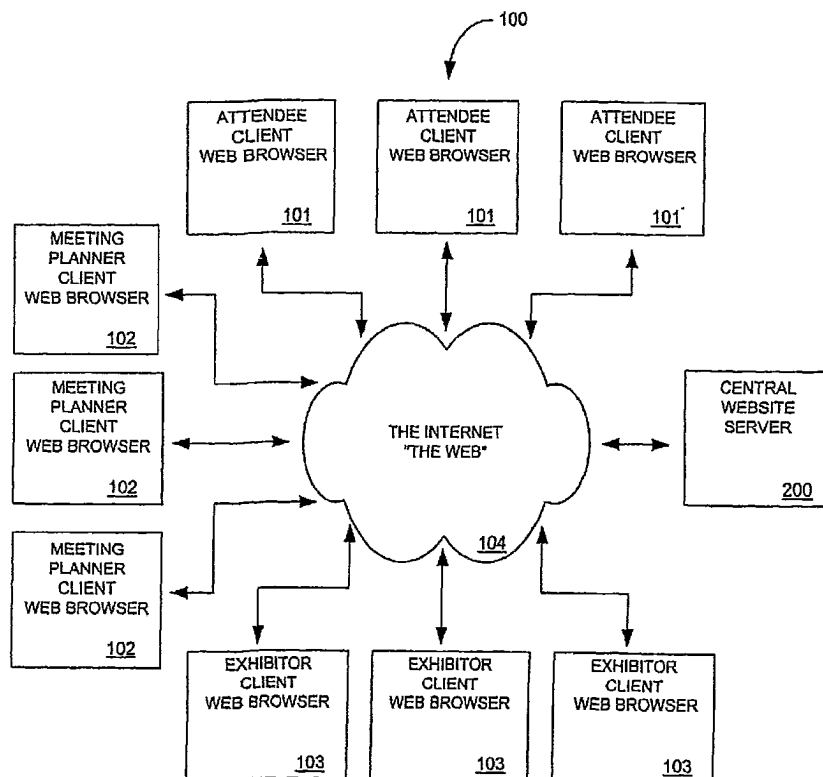 100
ATTENDEE
CLIENT
WEB BROWSER
101
ATTENDEE
CLIENT
WEB BROWSER
101
ATTENDEE
CLIENT
WEB BROWSER
101
MEETING
PLANNER
CLIENT
WEB BROWSER
102
MEETING
PLANNER
CLIENT
WEB BROWSER
102
MEETING
PLANNER
CLIENT
WEB BROWSER
102
THE INTERNET
"THE WEB"
104
CENTRAL
WEBSITE
SERVER
200
EXHIBITOR
CLIENT
WEB BROWSER
103
EXHIBITOR
CLIENT
WEB BROWSER
103
EXHIBITOR
CLIENT
WEB BROWSER
103